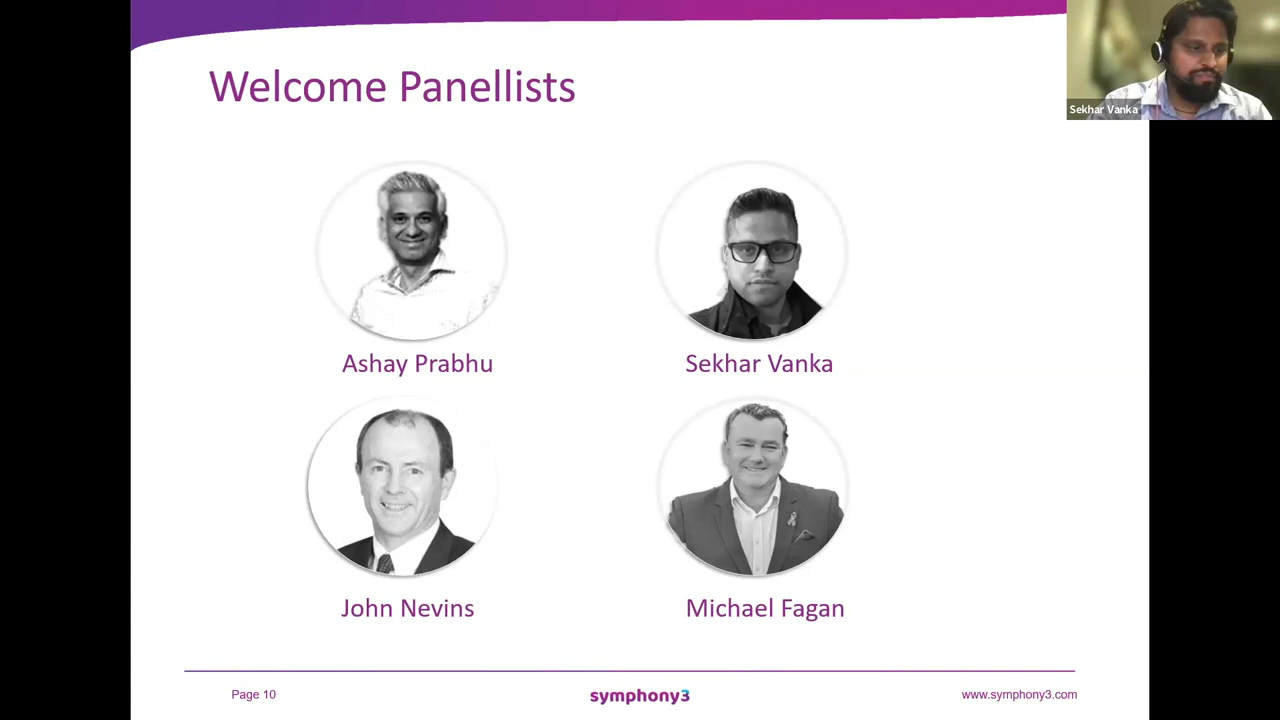 Welcome Panellists
Sekhar Vanka
Ashay Prabhu
Sekhar Vanka
John Nevins
Michael Fagan
Page 10
symphony3
www.symphony3.com